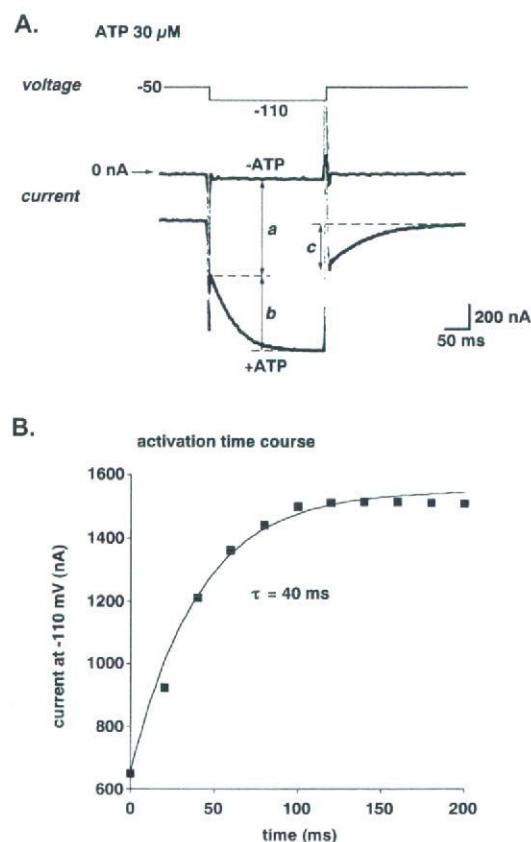 A.
ATP 30 µM
voltage
-50
-110
0 nA
-ATP
current
a
c
b
200 nA
50 ms
+ATP
B.
activation time course
1600
1400
1200
1000
800
600
τ = 40 ms
current at -110 mV (nA)
0 50 100 150 200
time (ms)